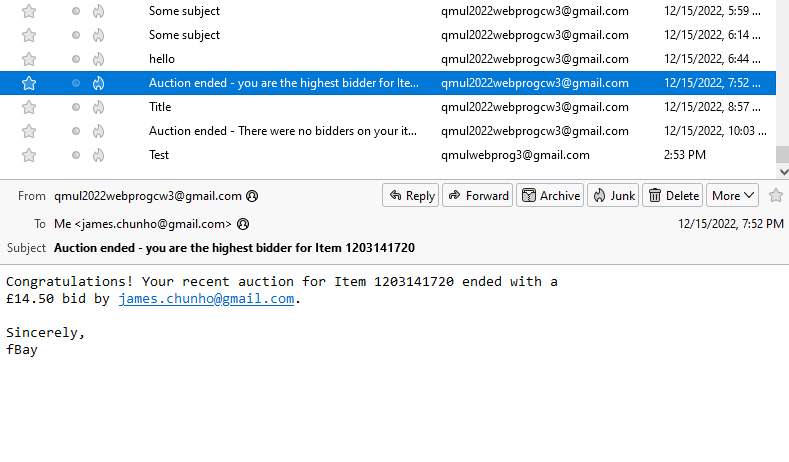 Some subject qmul2022webprogcw3@gmail.com 12/15/2022, 5:59 ...
Some subject qmul2022webprogcw3@gmail.com 12/15/2022, 6:14 ...
hello qmul2022webprogcw3@gmail.com 12/15/2022, 6:44 ...
Auction ended - you are the highest bidder for Ite... qmul2022webprogcw3@gmail.com 12/15/2022, 7:52 ...
Title qmul2022webprogcw3@gmail.com 12/15/2022, 8:57 ...
Auction ended - There were no bidders on your it... qmul2022webprogcw3@gmail.com 12/15/2022, 10:03 ...
Test qmulwebprog3@gmail.com 2:53 PM
From qmul2022webprogcw3@gmail.com Reply Forward Archive Junk Delete More
To Me <james.chunho@gmail.com> 12/15/2022, 7:52 PM
Subject Auction ended - you are the highest bidder for Item 1203141720
Congratulations! Your recent auction for Item 1203141720 ended with a
£14.50 bid by james.chunho@gmail.com.
Sincerely,
fBay